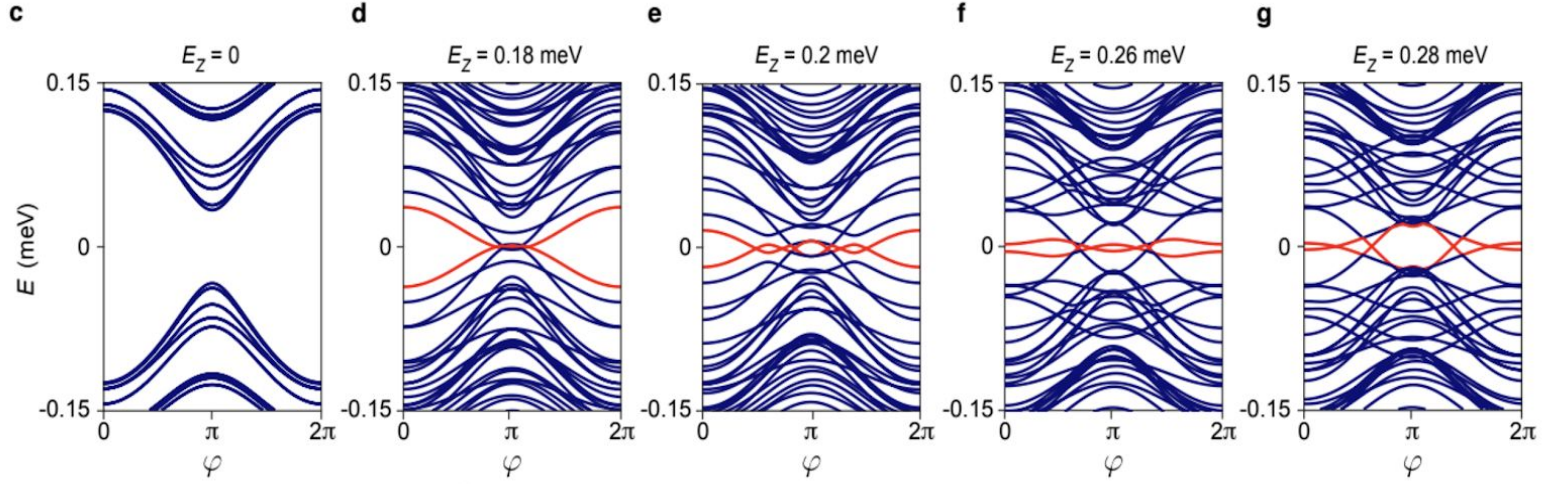 c d e f g
E_Z = 0 E_Z = 0.18 meV E_Z = 0.2 meV E_Z = 0.26 meV E_Z = 0.28 meV
0.15 0.15 0.15 0.15 0.15
E (meV)
0 0 0 0 0
-0.15 -0.15 -0.15 -0.15 -0.15
0 π 2π 0 π 2π 0 π 2π 0 π 2π 0 π 2π
φ φ φ φ φ